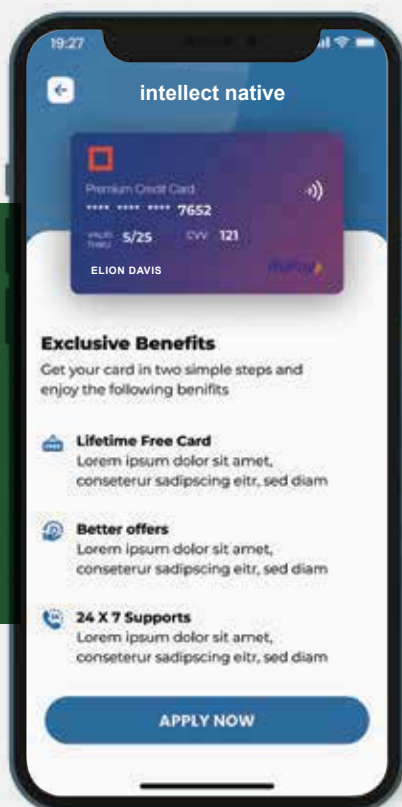 19:27
intellect native
Premium Credit Card
**** **** **** 7652
VALID THRU 5/25 CVV 121
ELION DAVIS
RuPay
Exclusive Benefits
Get your card in two simple steps and
enjoy the following benifits
Lifetime Free Card
Lorem ipsum dolor sit amet,
conseterur sadipscing eitr, sed diam
Better offers
Lorem ipsum dolor sit amet,
conseterur sadipscing eitr, sed diam
24 X 7 Supports
Lorem ipsum dolor sit amet,
conseterur sadipscing eitr, sed diam
APPLY NOW